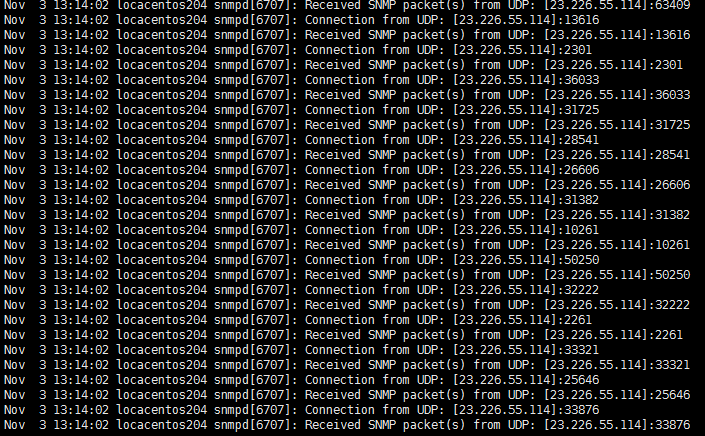 Nov  3 13:14:02 locacentos204 snmpd[6707]: Received SNMP packet(s) from UDP: [23.226.55.114]:63409
Nov  3 13:14:02 locacentos204 snmpd[6707]: Connection from UDP: [23.226.55.114]:13616
Nov  3 13:14:02 locacentos204 snmpd[6707]: Received SNMP packet(s) from UDP: [23.226.55.114]:13616
Nov  3 13:14:02 locacentos204 snmpd[6707]: Connection from UDP: [23.226.55.114]:2301
Nov  3 13:14:02 locacentos204 snmpd[6707]: Received SNMP packet(s) from UDP: [23.226.55.114]:2301
Nov  3 13:14:02 locacentos204 snmpd[6707]: Connection from UDP: [23.226.55.114]:36033
Nov  3 13:14:02 locacentos204 snmpd[6707]: Received SNMP packet(s) from UDP: [23.226.55.114]:36033
Nov  3 13:14:02 locacentos204 snmpd[6707]: Connection from UDP: [23.226.55.114]:31725
Nov  3 13:14:02 locacentos204 snmpd[6707]: Received SNMP packet(s) from UDP: [23.226.55.114]:31725
Nov  3 13:14:02 locacentos204 snmpd[6707]: Connection from UDP: [23.226.55.114]:28541
Nov  3 13:14:02 locacentos204 snmpd[6707]: Received SNMP packet(s) from UDP: [23.226.55.114]:28541
Nov  3 13:14:02 locacentos204 snmpd[6707]: Connection from UDP: [23.226.55.114]:26606
Nov  3 13:14:02 locacentos204 snmpd[6707]: Received SNMP packet(s) from UDP: [23.226.55.114]:26606
Nov  3 13:14:02 locacentos204 snmpd[6707]: Connection from UDP: [23.226.55.114]:31382
Nov  3 13:14:02 locacentos204 snmpd[6707]: Received SNMP packet(s) from UDP: [23.226.55.114]:31382
Nov  3 13:14:02 locacentos204 snmpd[6707]: Connection from UDP: [23.226.55.114]:10261
Nov  3 13:14:02 locacentos204 snmpd[6707]: Received SNMP packet(s) from UDP: [23.226.55.114]:10261
Nov  3 13:14:02 locacentos204 snmpd[6707]: Connection from UDP: [23.226.55.114]:50250
Nov  3 13:14:02 locacentos204 snmpd[6707]: Received SNMP packet(s) from UDP: [23.226.55.114]:50250
Nov  3 13:14:02 locacentos204 snmpd[6707]: Connection from UDP: [23.226.55.114]:32222
Nov  3 13:14:02 locacentos204 snmpd[6707]: Received SNMP packet(s) from UDP: [23.226.55.114]:32222
Nov  3 13:14:02 locacentos204 snmpd[6707]: Connection from UDP: [23.226.55.114]:2261
Nov  3 13:14:02 locacentos204 snmpd[6707]: Received SNMP packet(s) from UDP: [23.226.55.114]:2261
Nov  3 13:14:02 locacentos204 snmpd[6707]: Connection from UDP: [23.226.55.114]:33321
Nov  3 13:14:02 locacentos204 snmpd[6707]: Received SNMP packet(s) from UDP: [23.226.55.114]:33321
Nov  3 13:14:02 locacentos204 snmpd[6707]: Connection from UDP: [23.226.55.114]:25646
Nov  3 13:14:02 locacentos204 snmpd[6707]: Received SNMP packet(s) from UDP: [23.226.55.114]:25646
Nov  3 13:14:02 locacentos204 snmpd[6707]: Connection from UDP: [23.226.55.114]:33876
Nov  3 13:14:02 locacentos204 snmpd[6707]: Received SNMP packet(s) from UDP: [23.226.55.114]:33876